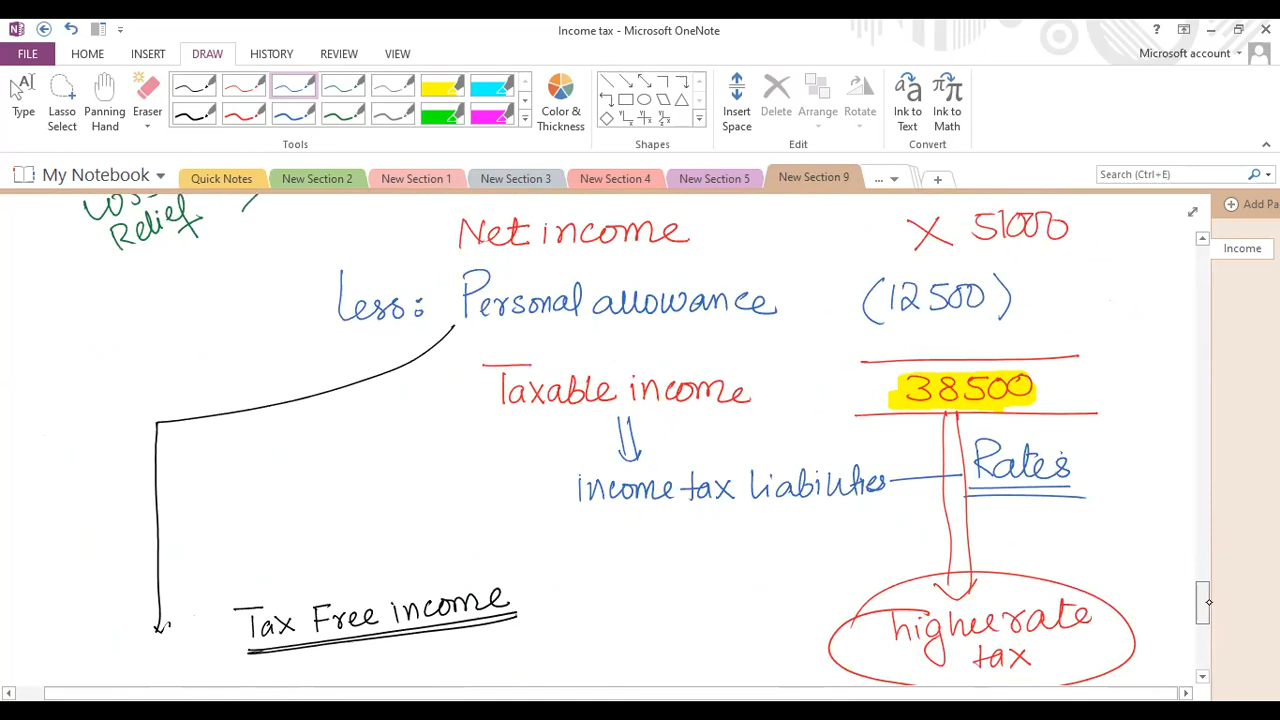 Income tax - Microsoft OneNote
FILE HOME INSERT DRAW HISTORY REVIEW VIEW
Microsoft account
Type
Lasso Select
Panning Hand
Eraser
Color & Thickness
Insert Space
Delete
Arrange
Rotate
Ink to Text
Ink to Math
Tools
Shapes
Edit
Convert
My Notebook
Quick Notes
New Section 2
New Section 1
New Section 3
New Section 4
New Section 5
New Section 9
...
Search (Ctrl+E)
Add Pa
Income
Relief
Net income X 51000
Less: Personal allowance (12500)
Taxable income 38500
Rates
income tax liabilities
Tax Free income
higher rate
tax